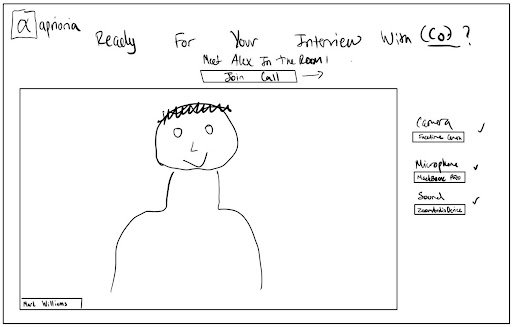 a apriora
Ready For Your Interview With (Co) ?
Meet Alex In the Room!
Join Call
Camera
Facetime Camera
Microphone
MacBook PRO
Sound
ZoomAudioDevice
Mark Williams